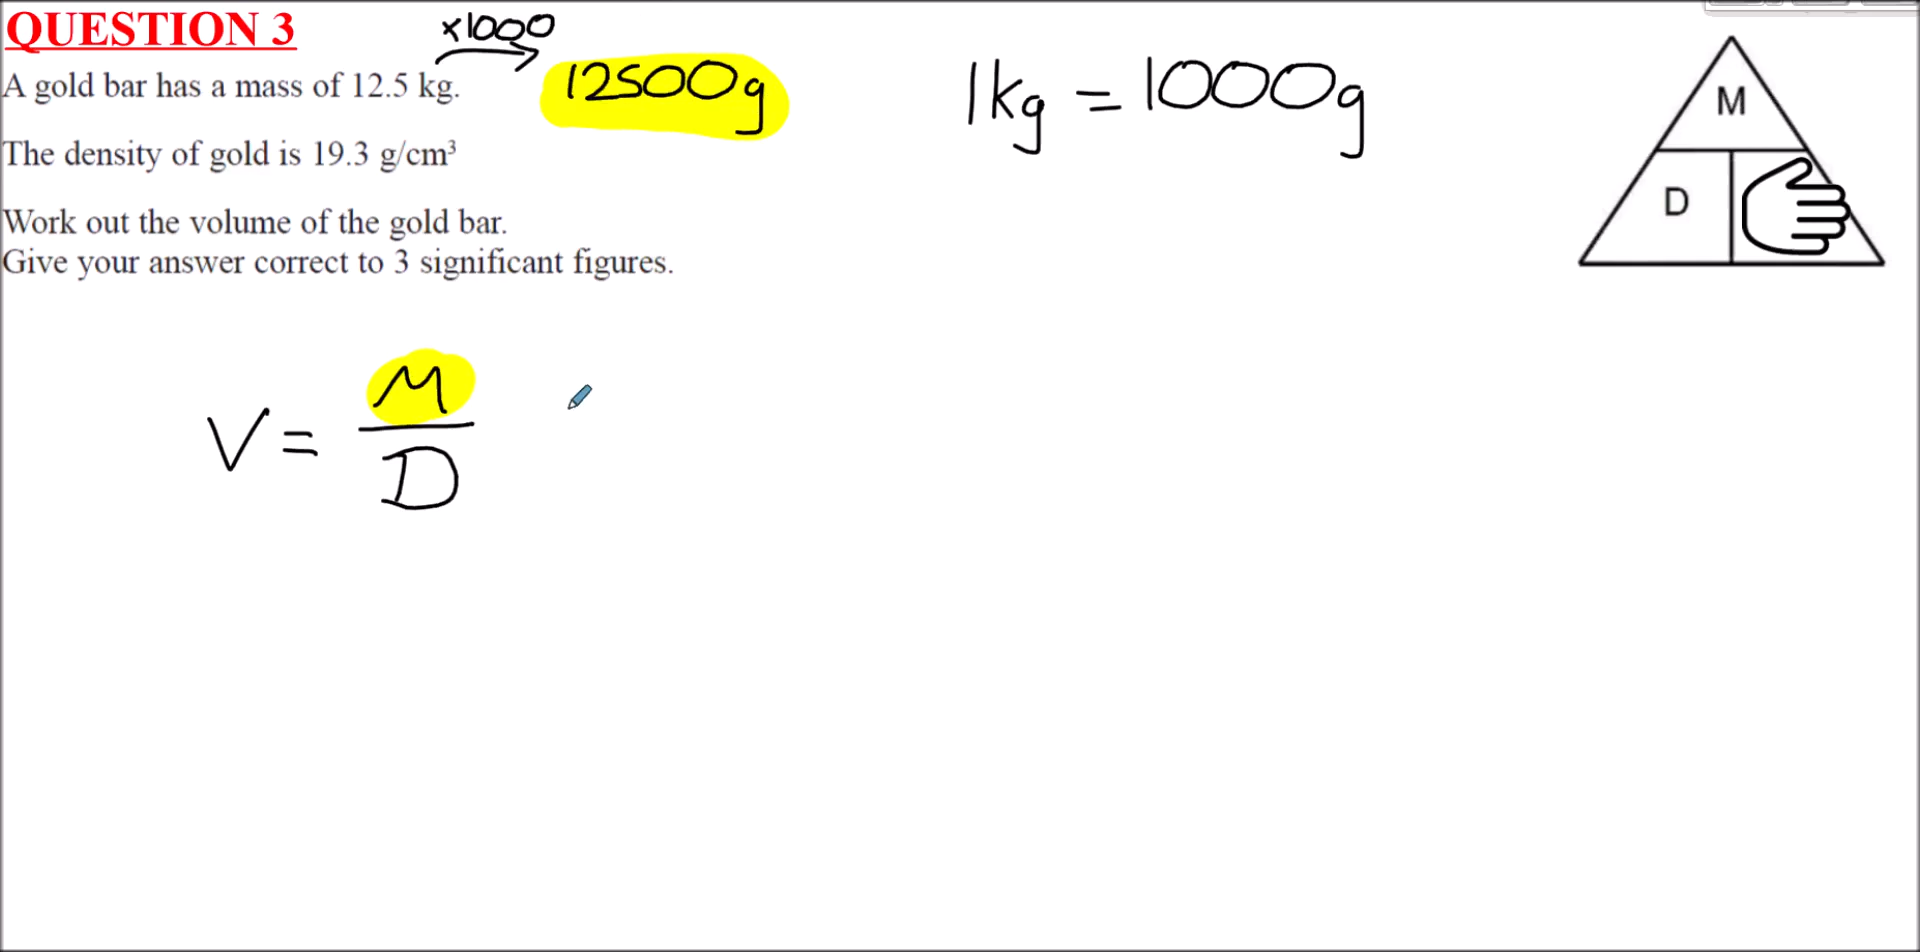 QUESTION 3
×1000
A gold bar has a mass of 12.5 kg.
12500g
1kg = 1000g
The density of gold is 19.3 g/cm³
Work out the volume of the gold bar.
Give your answer correct to 3 significant figures.
M
D
V = M
D